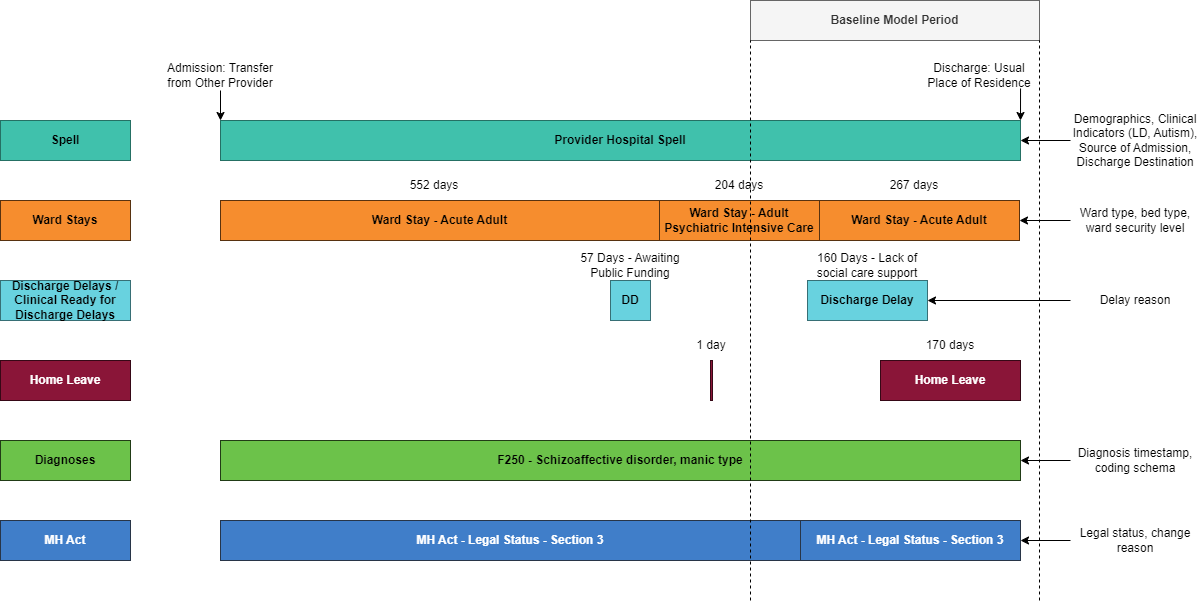 Baseline Model Period
Admission: Transfer
from Other Provider
Discharge: Usual
Place of Residence
Spell
Provider Hospital Spell
Demographics, Clinical
Indicators (LD, Autism),
Source of Admission,
Discharge Destination
552 days
204 days
267 days
Ward Stays
Ward Stay - Acute Adult
Ward Stay - Adult
Psychiatric Intensive Care
Ward Stay - Acute Adult
Ward type, bed type,
ward security level
57 Days - Awaiting
Public Funding
160 Days - Lack of
social care support
Discharge Delays /
Clinical Ready for
Discharge Delays
DD
Discharge Delay
Delay reason
1 day
170 days
Home Leave
Home Leave
Diagnoses
F250 - Schizoaffective disorder, manic type
Diagnosis timestamp,
coding schema
MH Act
MH Act - Legal Status - Section 3
MH Act - Legal Status - Section 3
Legal status, change
reason